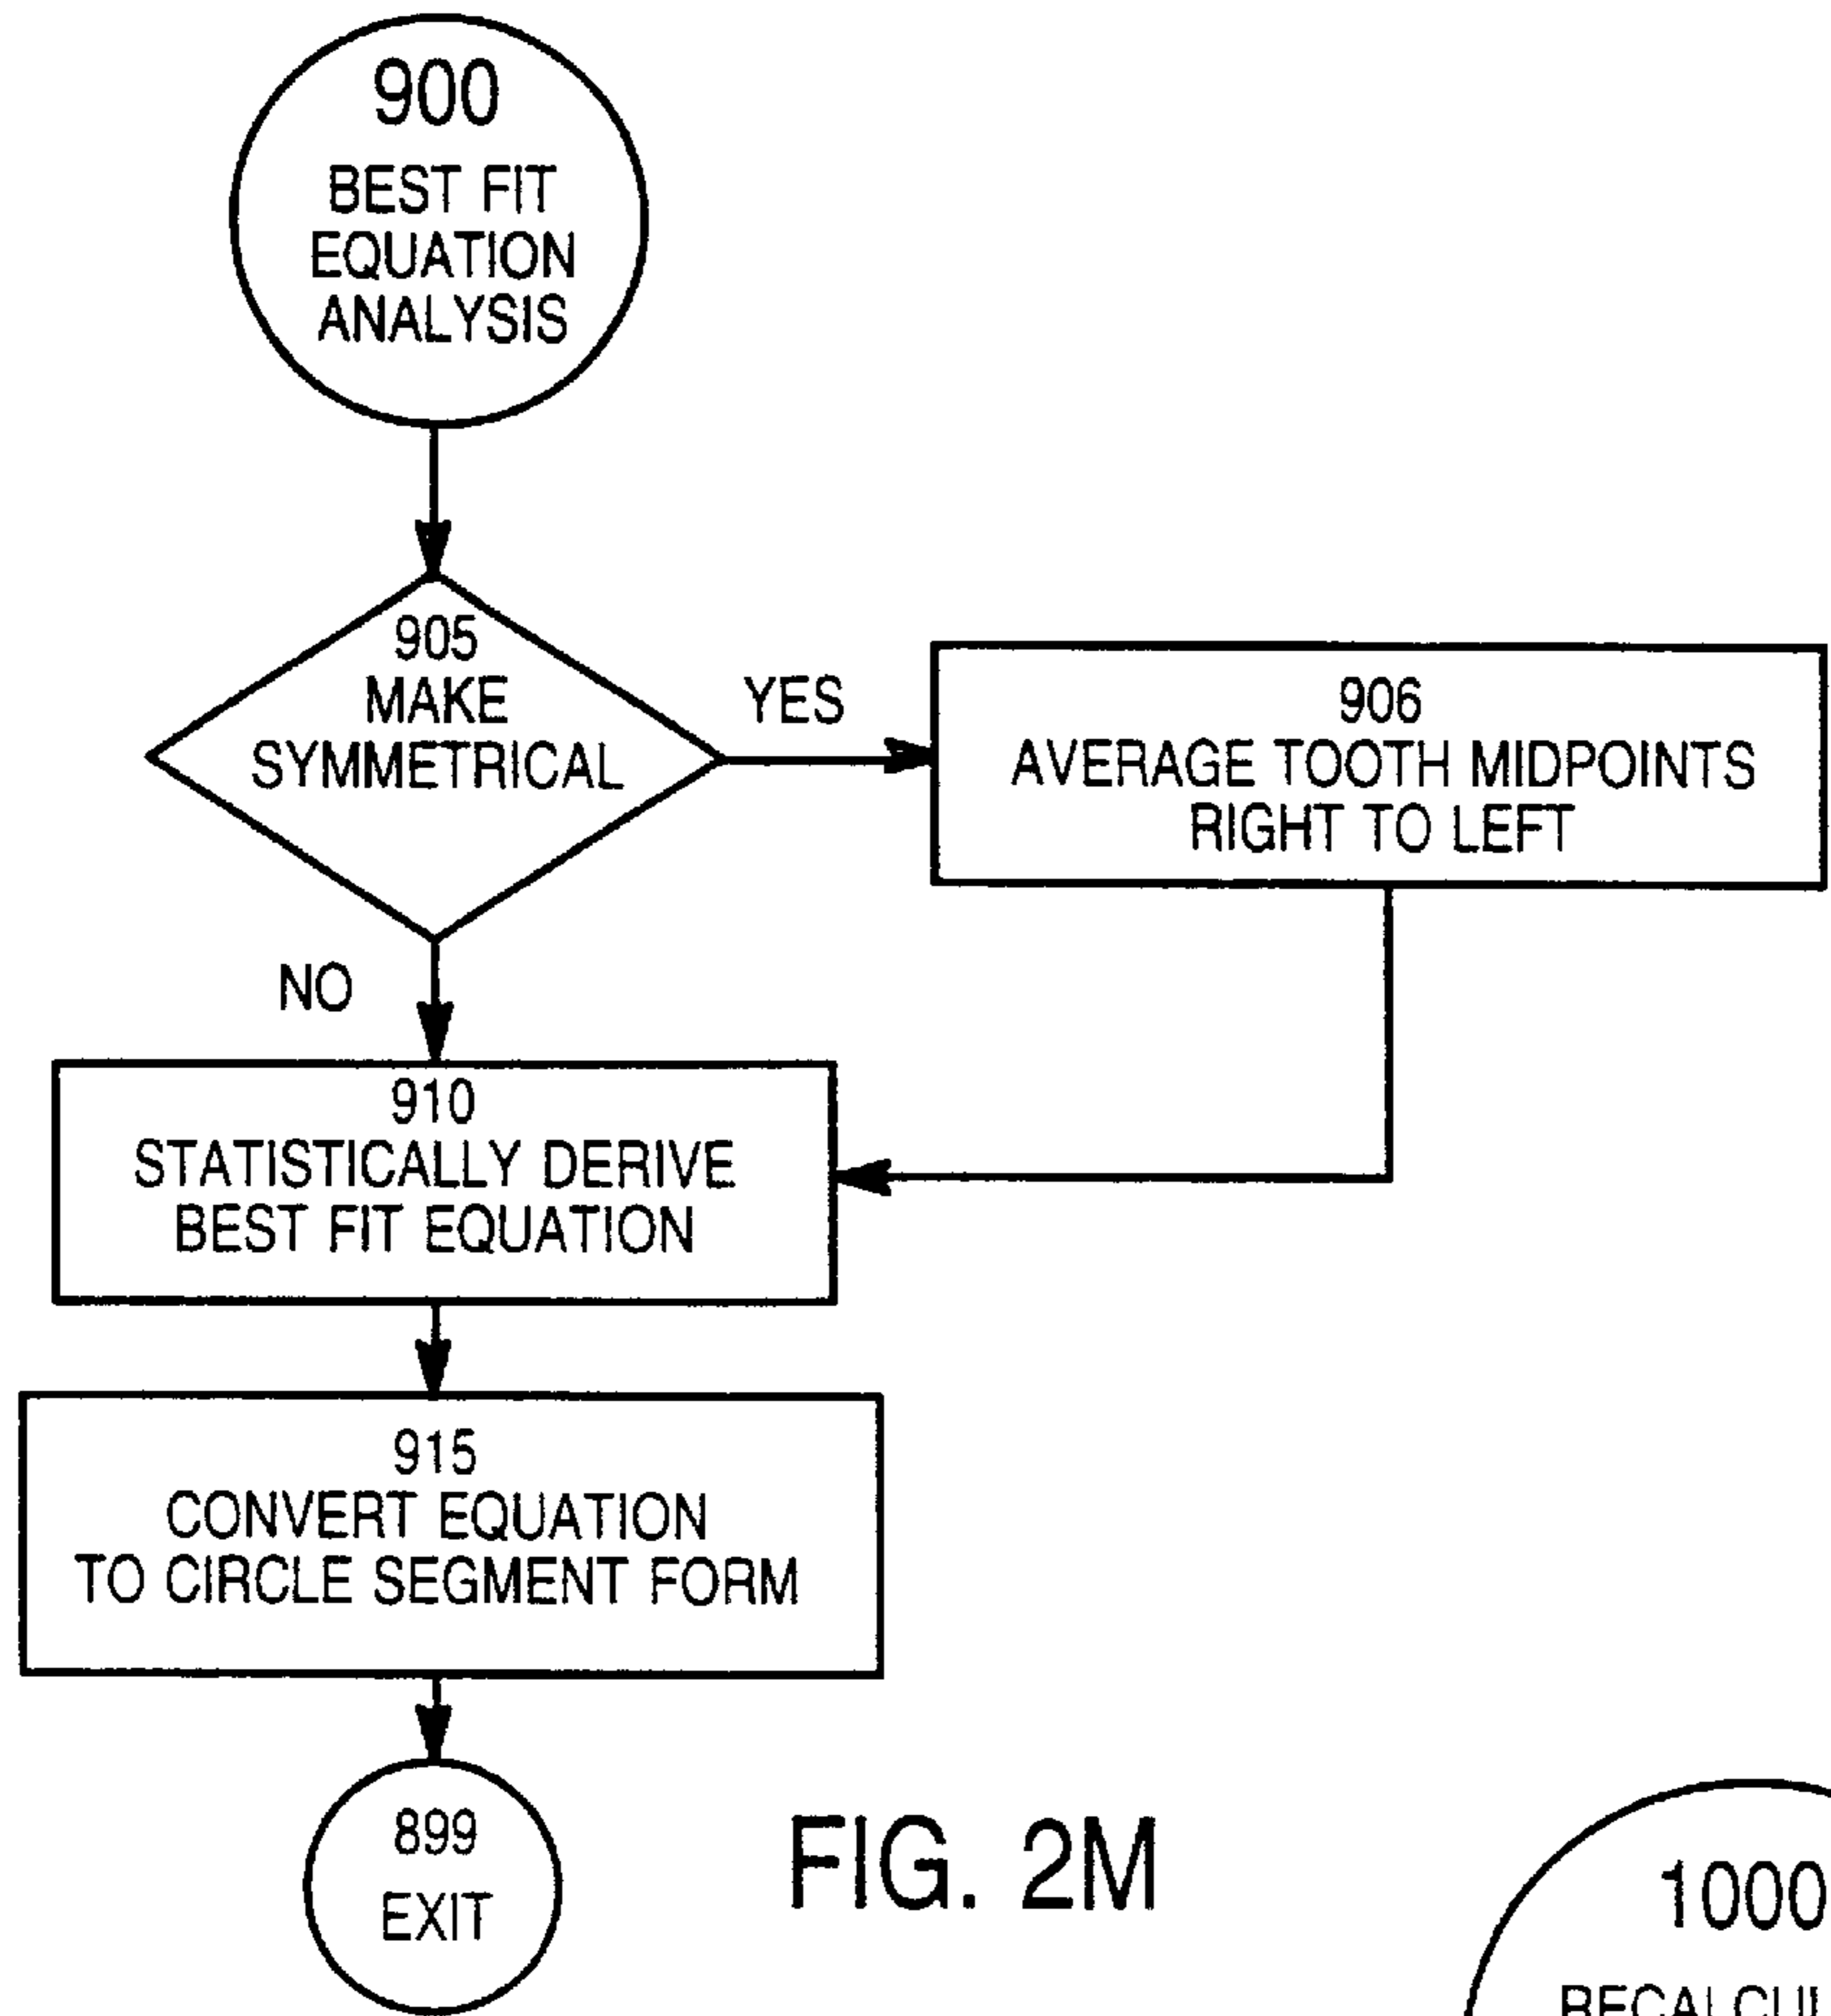 900
BEST FIT
EQUATION
ANALYSIS
905
MAKE
SYMMETRICAL
YES
906
AVERAGE TOOTH MIDPOINTS
RIGHT TO LEFT
NO
910
STATISTICALLY DERIVE
BEST FIT EQUATION
915
CONVERT EQUATION
TO CIRCLE SEGMENT FORM
899
EXIT
FIG. 2M
1000